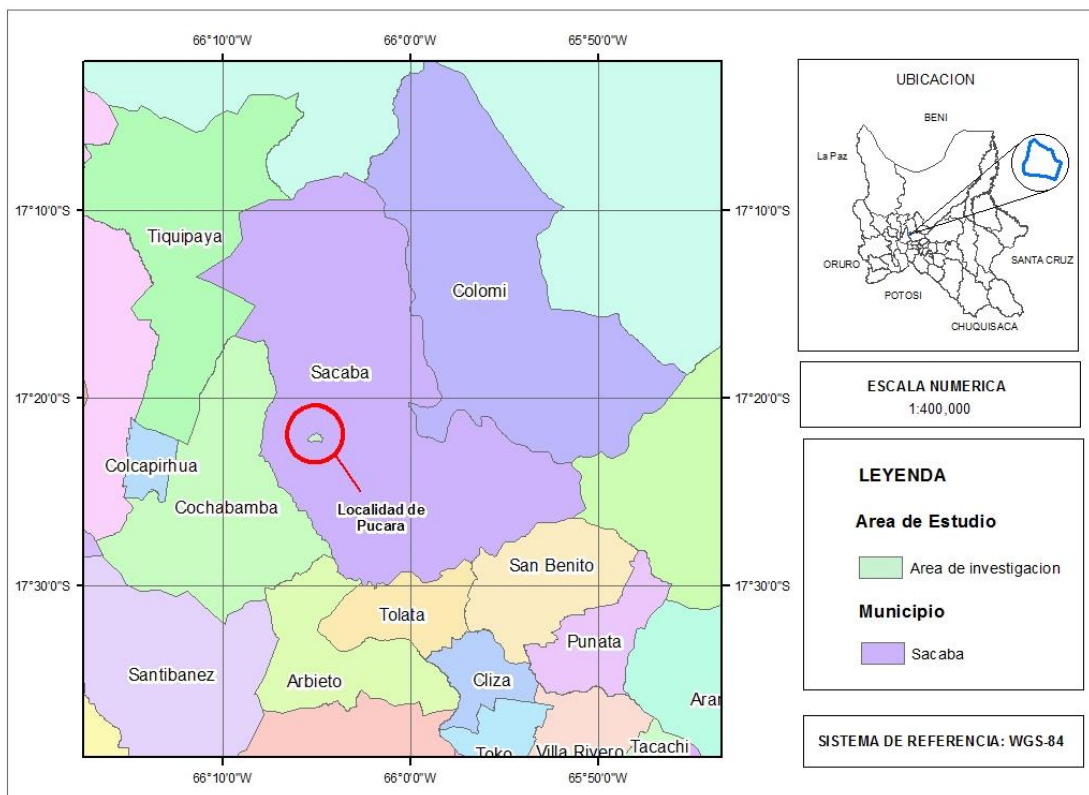 66°10'0"W 66°0'0"W 65°50'0"W
17°10'0"S 17°10'0"S
17°20'0"S 17°20'0"S
17°30'0"S 17°30'0"S
Tiquipaya
Colomi
Sacaba
Colcapirhua
Cochabamba
Localidad de
Pucara
San Benito
Tolata
Punata
Santibanez
Arbieto
Cliza
Aran
Toko
Villa Rivero
Tacachi
66°10'0"W 66°0'0"W 65°50'0"W
UBICACION
BENI
La Paz
ORURO
SANTA CRUZ
POTOSI
CHUQUISACA
ESCALA NUMERICA
1:400,000
LEYENDA
Area de Estudio
Area de investigacion
Municipio
Sacaba
SISTEMA DE REFERENCIA: WGS-84